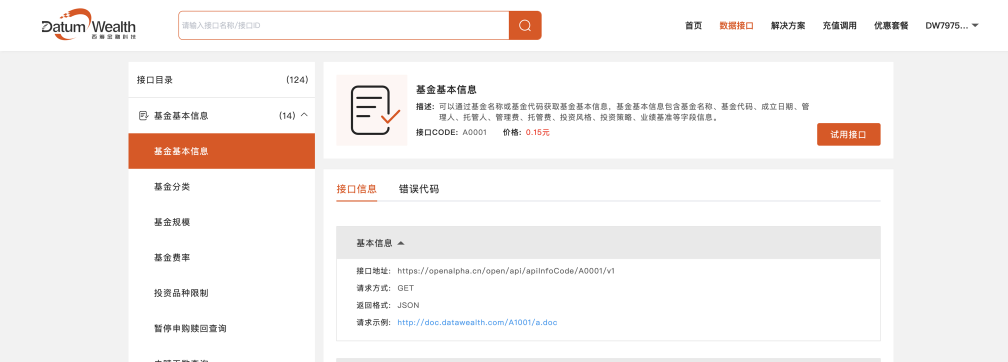 Datum Wealth
百融金融科技
请输入接口名称/接口ID
首页
数据接口
解决方案
充值调用
优惠套餐
DW7975...
接口目录
(124)
基金基本信息
(14)
基金基本信息
基金分类
基金规模
基金费率
投资品种限制
暂停申购赎回查询
基金基本信息
描述: 可以通过基金名称或基金代码获取基金基本信息，基金基本信息包含基金名称、基金代码、成立日期、管
理人、托管人、管理费、托管费、投资风格、投资策略、业绩基准等字段信息。
接口CODE: A0001 价格: 0.15元
试用接口
接口信息
错误代码
基本信息
接口地址: https://openalpha.cn/open/api/apiInfoCode/A0001/v1
请求方式: GET
返回格式: JSON
请求示例: http://doc.datawealth.com/A1001/a.doc